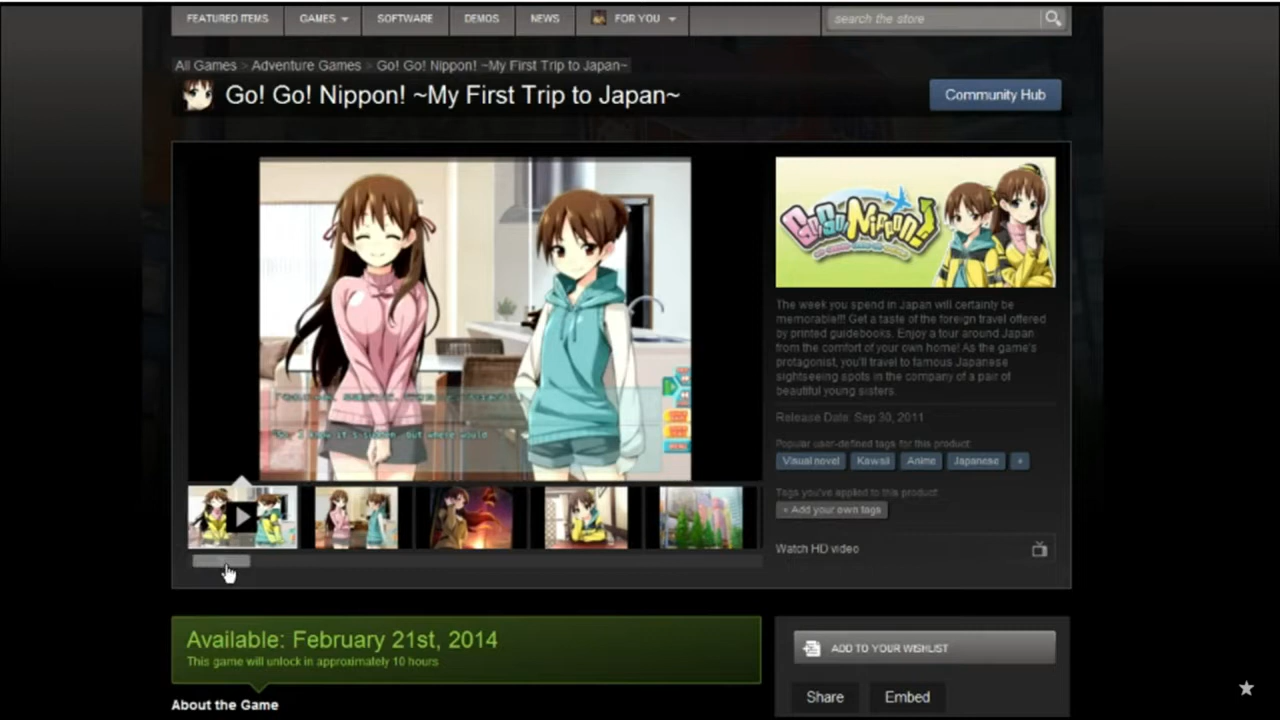 FEATURED ITEMS
GAMES
SOFTWARE
DEMOS
NEWS
FOR YOU
search the store
All Games > Adventure Games > Go! Go! Nippon! ~My First Trip to Japan~
Go! Go! Nippon! ~My First Trip to Japan~
Community Hub
Go! Go! Nippon!
The week you spend in Japan will certainly be
memorable!!! Get a taste of the foreign travel offered
by printed guidebooks. Enjoy a tour around Japan
from the comfort of your own home! As the game's
protagonist, you'll travel to famous Japanese
sightseeing spots in the company of a pair of
beautiful young sisters.
Release Date: Sep 30, 2011
Popular user-defined tags for this product:
Visual novel
Kawaii
Anime
Japanese
+
Tags you've applied to this product:
+ Add your own tags
Watch HD video
Available: February 21st, 2014
This game will unlock in approximately 10 hours
ADD TO YOUR WISHLIST
Share
Embed
About the Game